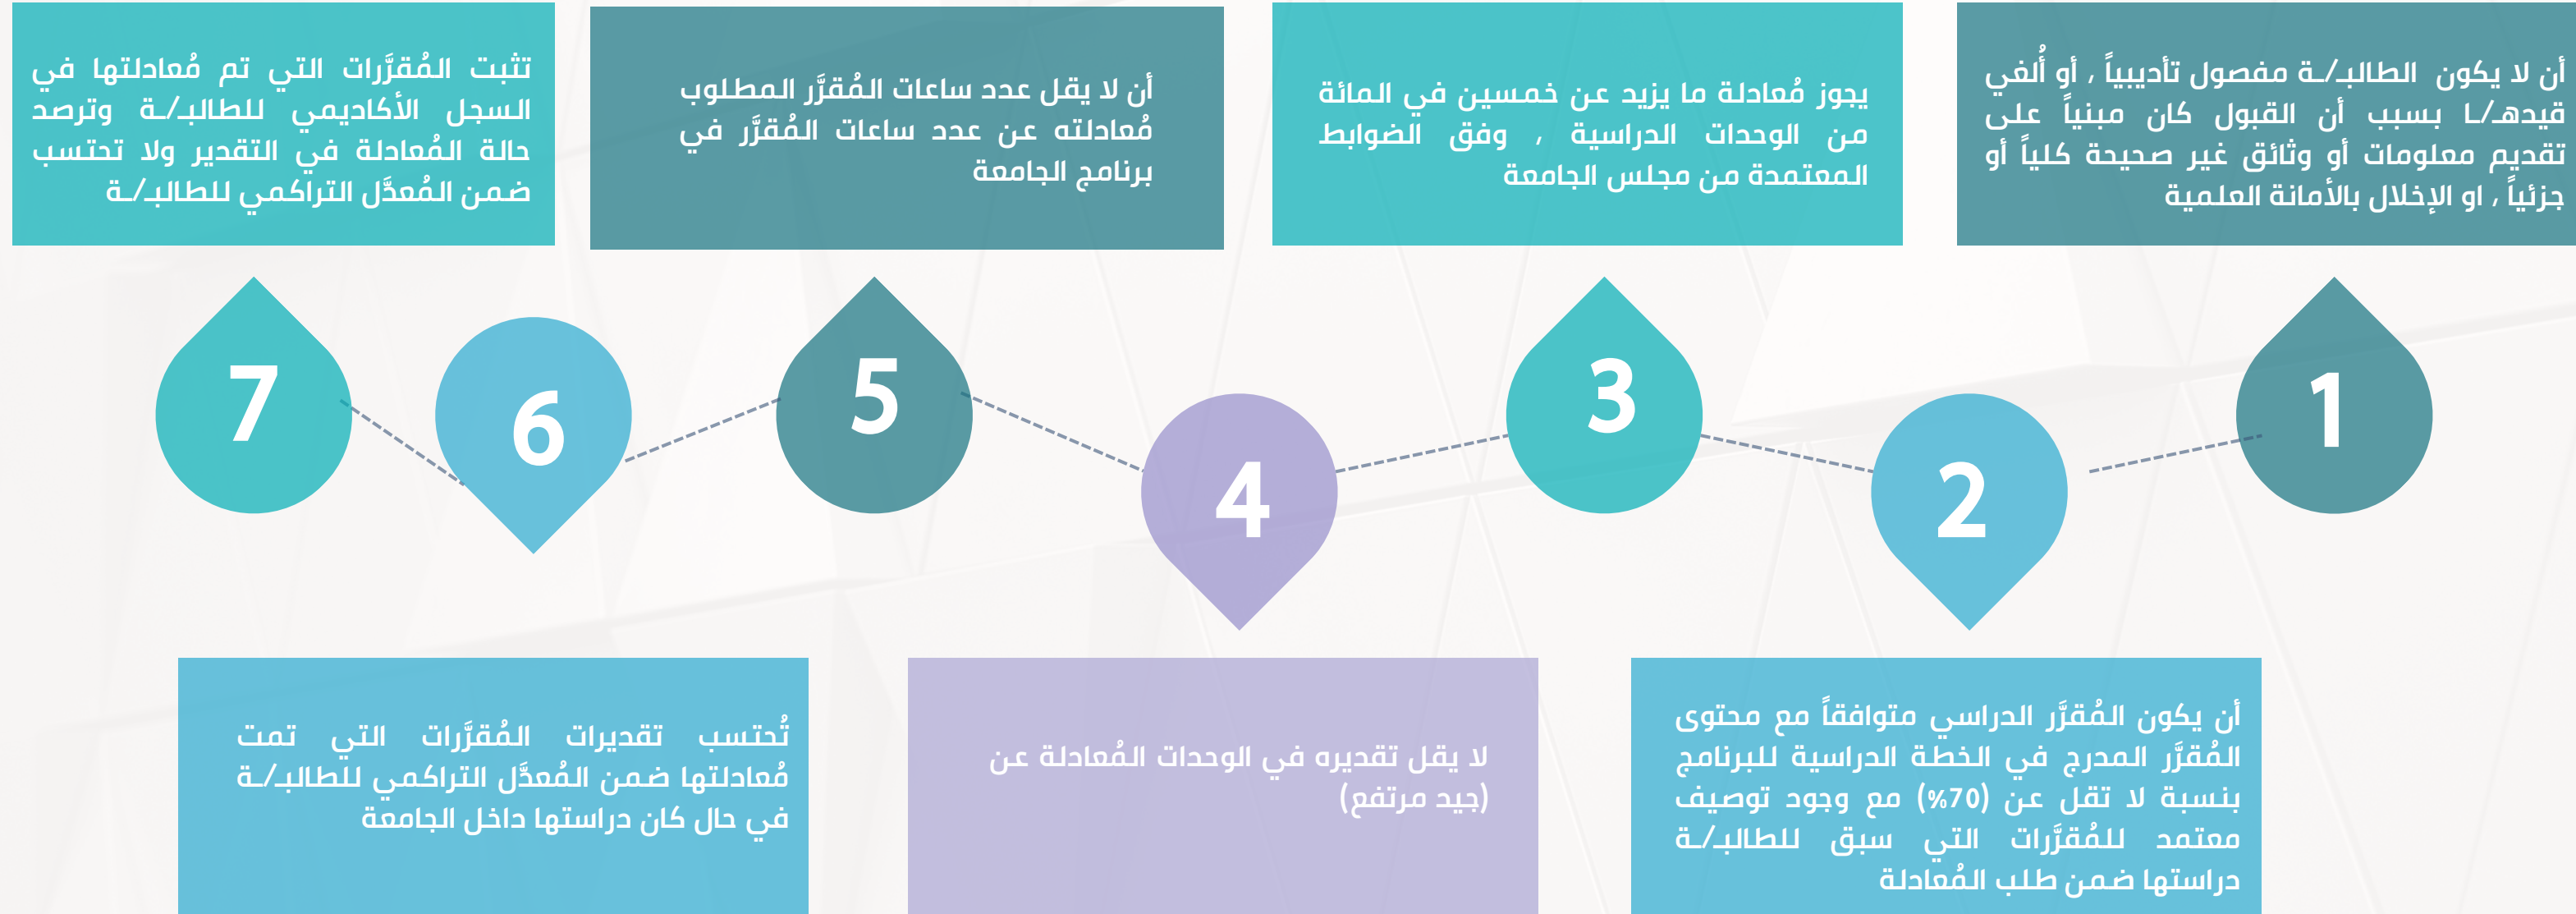 أن لا يكون الطالبـ/ـة مفصول تأديبياً ، أو أُلغي
قيدهـ/ـا بسبب أن القبول كان مبنياً على
تقديم معلومات أو وثائق غير صحيحة كلياً أو
جزئياً ، او الإخلال بالأمانة العلمية
1
2
أن يكون المُقرَّر الدراسي متوافقاً مع محتوى
المُقرَّر المدرج في الخطة الدراسية للبرنامج
بنسبة لا تقل عن (70%) مع وجود توصيف
معتمد للمُقرَّرات التي سبق للطالبـ/ـة
دراستها ضمن طلب المُعادلة
يجوز مُعادلة ما يزيد عن خمسين في المائة
من الوحدات الدراسية ، وفق الضوابط
المعتمدة من مجلس الجامعة
3
4
لا يقل تقديره في الوحدات المُعادلة عن
(جيد مرتفع)
أن لا يقل عدد ساعات المُقرَّر المطلوب
مُعادلته عن عدد ساعات المُقرَّر في
برنامج الجامعة
5
6
تُحتسب تقديرات المُقرَّرات التي تمت
مُعادلتها ضمن المُعدَّل التراكمي للطالبـ/ـة
في حال كان دراستها داخل الجامعة
تثبت المُقرَّرات التي تم مُعادلتها في
السجل الأكاديمي للطالبـ/ـة وترصد
حالة المُعادلة في التقدير ولا تحتسب
ضمن المُعدَّل التراكمي للطالبـ/ـة
7